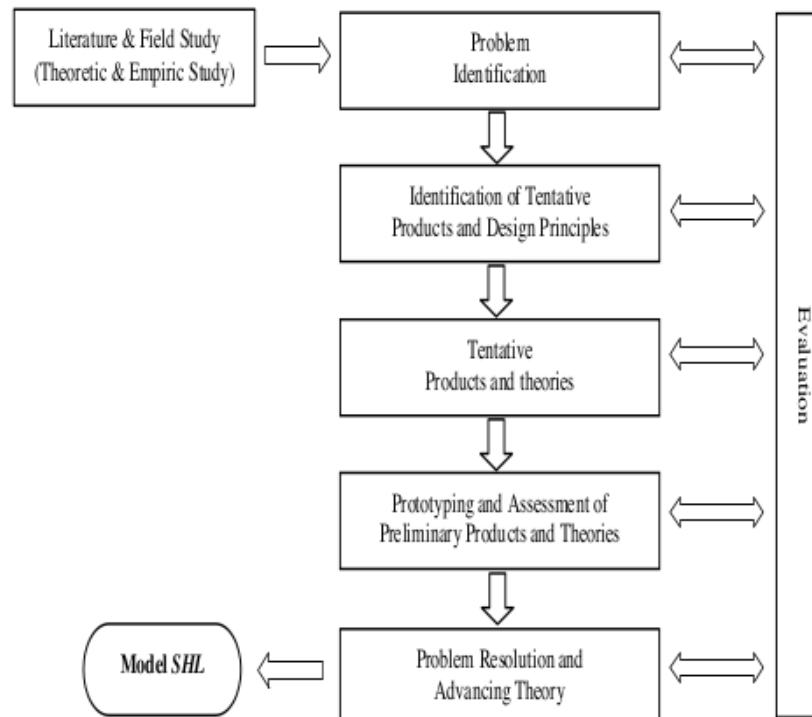 Literature & Field Study
(Theoretic & Empiric Study)
Problem
Identification
Identification of Tentative
Products and Design Principles
Tentative
Products and theories
Prototyping and Assessment of
Preliminary Products and Theories
Problem Resolution and
Advancing Theory
Model SHL
Evaluation